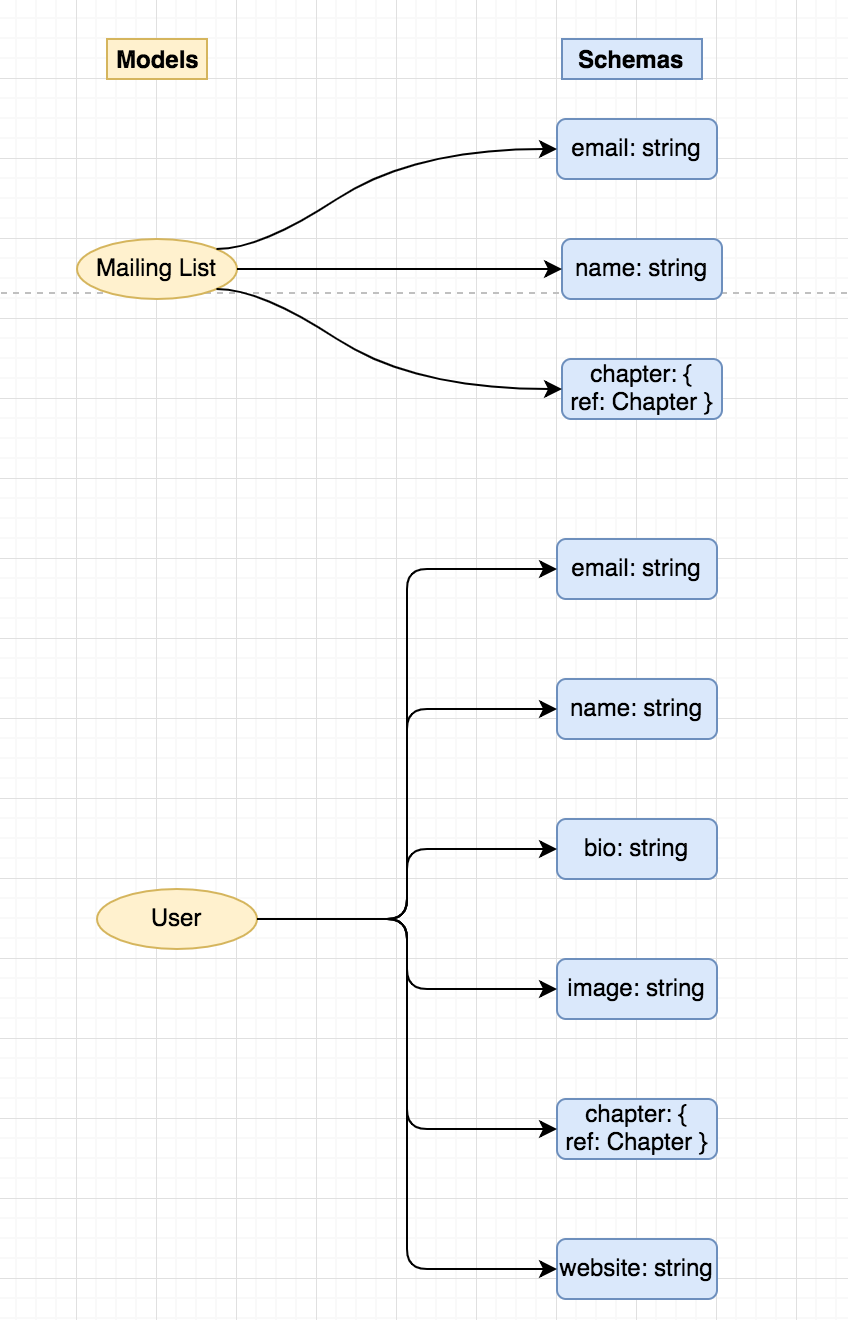 Models
Schemas
email: string
Mailing List
name: string
chapter: {
ref: Chapter }
email: string
name: string
bio: string
User
image: string
chapter: {
ref: Chapter }
website: string